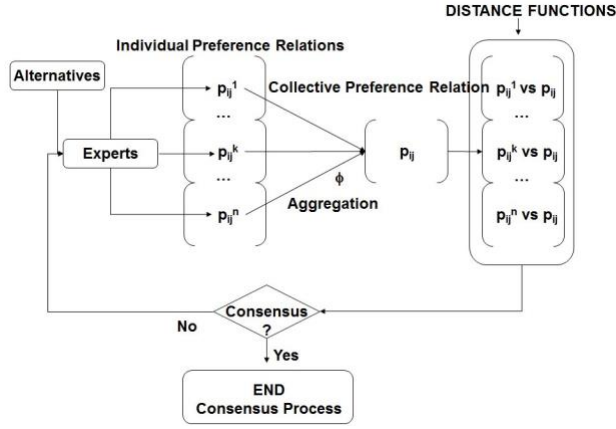 DISTANCE FUNCTIONS
Individual Preference Relations
Alternatives
Collective Preference Relation
p_ij^1
p_ij^1 vs p_ij
...
...
Experts
p_ij^k
p_ij
p_ij^k vs p_ij
...
...
ϕ
Aggregation
p_ij^n
p_ij^n vs p_ij
Consensus
?
No
Yes
END
Consensus Process